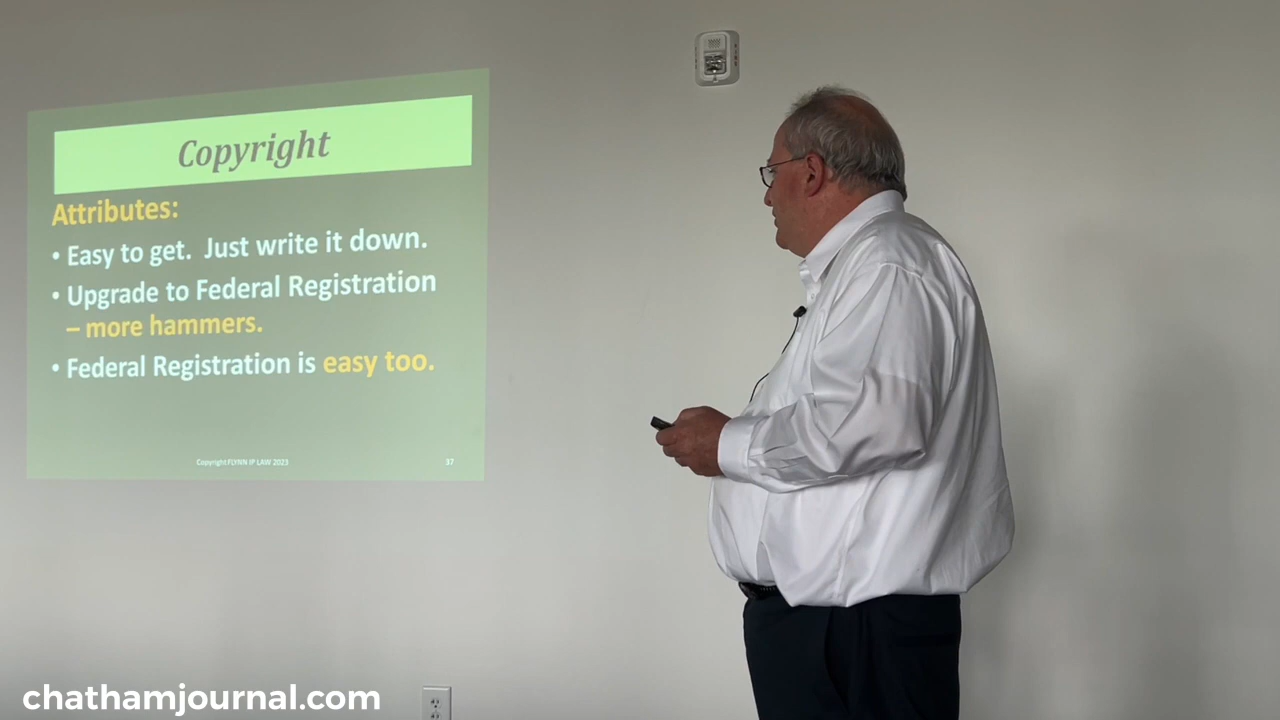 Copyright
Attributes:
• Easy to get.  Just write it down.
• Upgrade to Federal Registration
– more hammers.
• Federal Registration is easy too.
Copyright FLYNN IP LAW 2023
37
chathamjournal.com